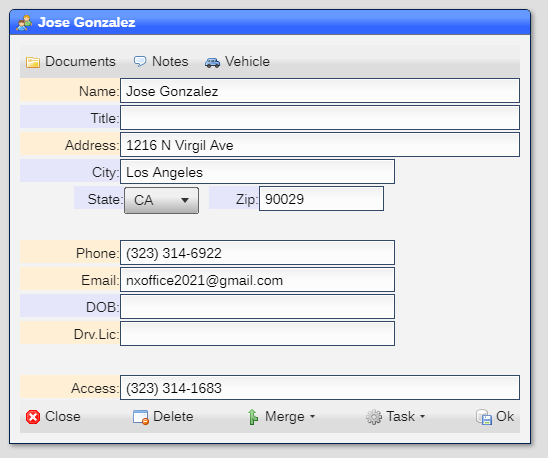 Jose Gonzalez
Documents Notes Vehicle
Name: Jose Gonzalez
Title:
Address: 1216 N Virgil Ave
City: Los Angeles
State: CA Zip: 90029
Phone: (323) 314-6922
Email: nxoffice2021@gmail.com
DOB:
Drv.Lic:
Access: (323) 314-1683
Close Delete Merge Task Ok